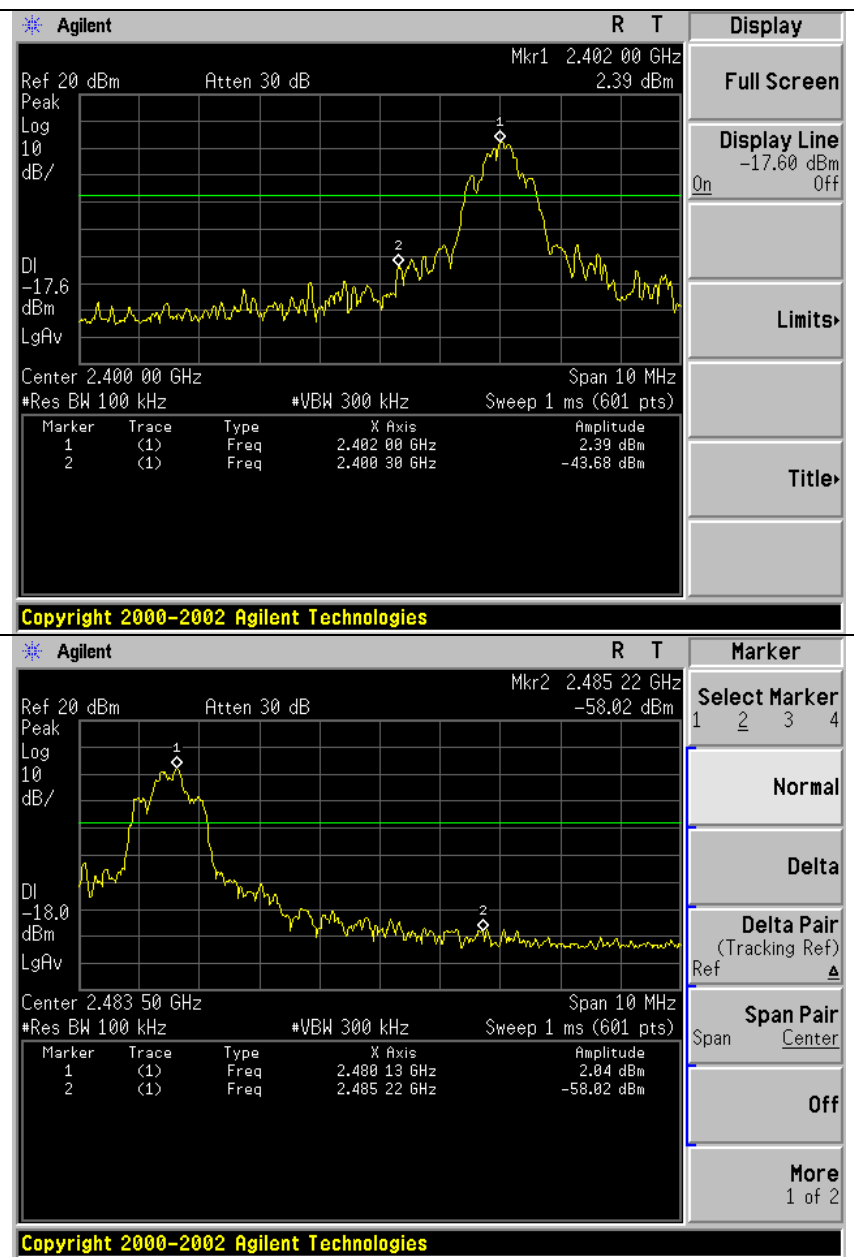 Agilent R T Display
Mkr1 2.402 00 GHz
Ref 20 dBm Atten 30 dB 2.39 dBm
Peak
Log
10
dB/
1
2
DI
-17.6
dBm
LgAv
Center 2.400 00 GHz Span 10 MHz
#Res BW 100 kHz #VBW 300 kHz Sweep 1 ms (601 pts)
Marker Trace Type X Axis Amplitude
1 (1) Freq 2.402 00 GHz 2.39 dBm
2 (1) Freq 2.400 30 GHz -43.68 dBm
Full Screen
Display Line
-17.60 dBm
On Off
Limits▸
Title▸
Copyright 2000-2002 Agilent Technologies
Agilent R T Marker
Mkr2 2.485 22 GHz
Ref 20 dBm Atten 30 dB -58.02 dBm
Peak
Log
10
dB/
1
2
DI
-18.0
dBm
LgAv
Center 2.483 50 GHz Span 10 MHz
#Res BW 100 kHz #VBW 300 kHz Sweep 1 ms (601 pts)
Marker Trace Type X Axis Amplitude
1 (1) Freq 2.480 13 GHz 2.04 dBm
2 (1) Freq 2.485 22 GHz -58.02 dBm
Select Marker
1 2 3 4
Normal
Delta
Delta Pair
(Tracking Ref)
Ref Δ
Span Pair
Span Center
Off
More
1 of 2
Copyright 2000-2002 Agilent Technologies